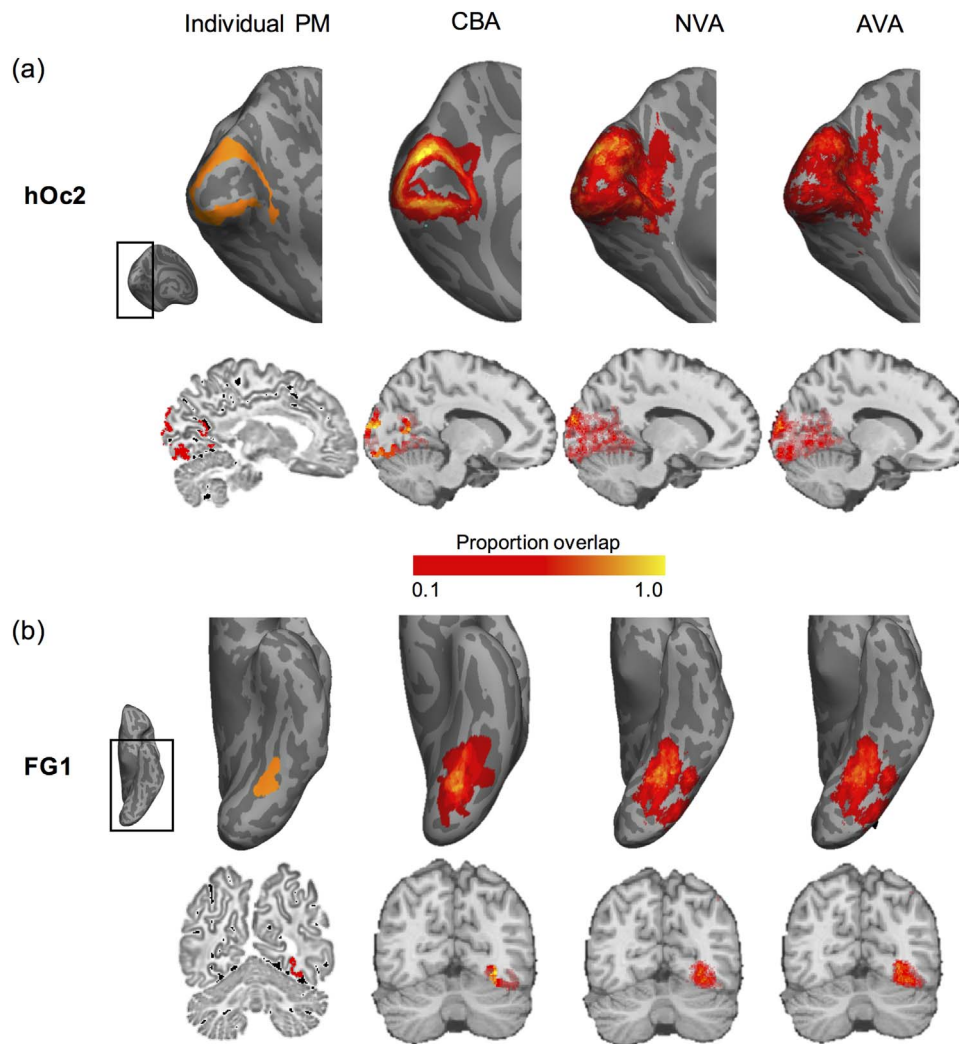 Individual PM CBA NVA AVA
(a)
hOc2
Proportion overlap
0.1 1.0
(b)
FG1